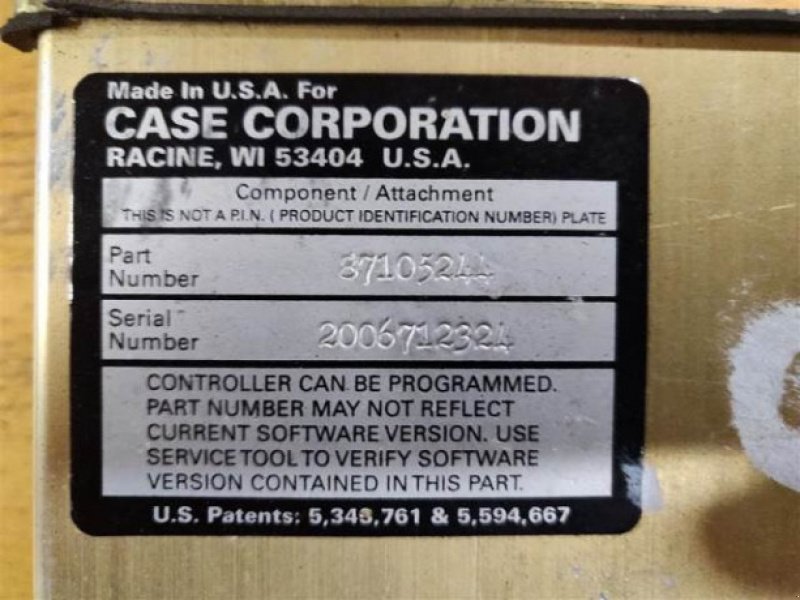 Made In U.S.A. For
CASE CORPORATION
RACINE, WI 53404 U.S.A.
Component / Attachment
THIS IS NOT A P.I.N. ( PRODUCT IDENTIFICATION NUMBER) PLATE
Part
Number 87105244
Serial
Number 2006712324
CONTROLLER CAN BE PROGRAMMED.
PART NUMBER MAY NOT REFLECT
CURRENT SOFTWARE VERSION. USE
SERVICE TOOL TO VERIFY SOFTWARE
VERSION CONTAINED IN THIS PART.
U.S. Patents: 5,343,761 & 5,594,667